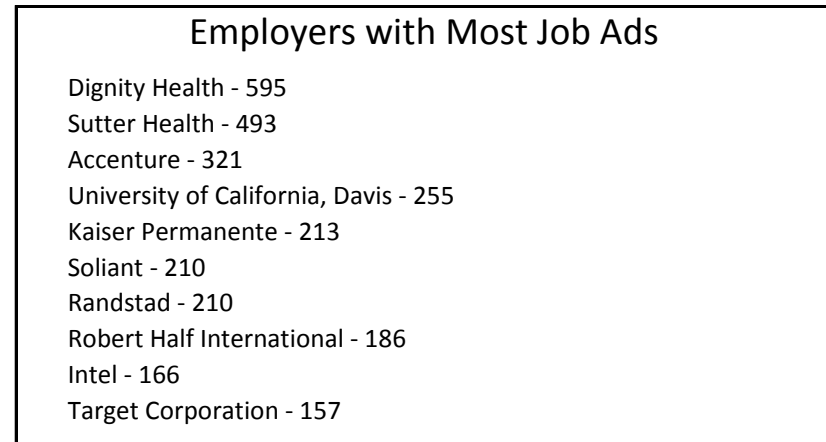 Employers with Most Job Ads
Dignity Health - 595
Sutter Health - 493
Accenture - 321
University of California, Davis - 255
Kaiser Permanente - 213
Soliant - 210
Randstad - 210
Robert Half International - 186
Intel - 166
Target Corporation - 157